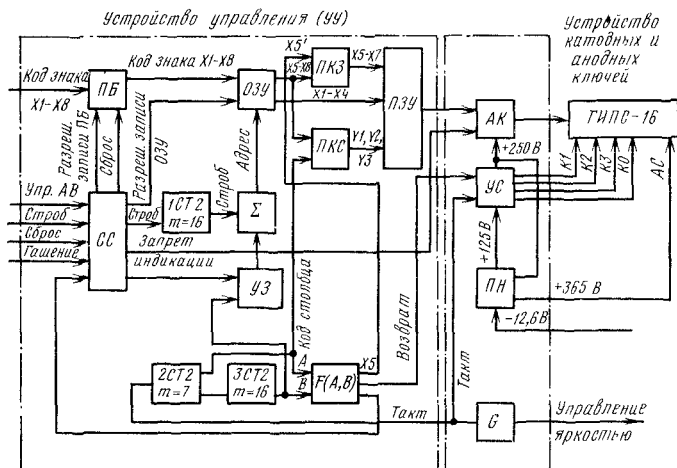 Устройство управления (УУ)
Устройство
катодных и
анодных
ключей
Код знака
X1-X8
ПБ
Код знака X1-X8
ОЗУ
X5'
X5-X8
ПКЗ
X5-X7
X1-X4
ПЗУ
ПКС
Y1, Y2,
Y3
АК
ГИПС-16
+250 В
К1
К2
К3
К0
АС
Разреш.
записи ПБ
Сброс
Разреш. записи
ОЗУ
Адрес
Упр. АВ
Строб
Сброс
Гашение
СС
Строб
1СТ2
m=16
Строб
Σ
Запрет
индикации
УЗ
Код столбца
Возврат
УС
+125 В
ПН
+365 В
-12,6 В
Такт
2СТ2
m=7
3СТ2
m=16
A
B
F(A,B)
X5
Такт
G
Управление
яркостью